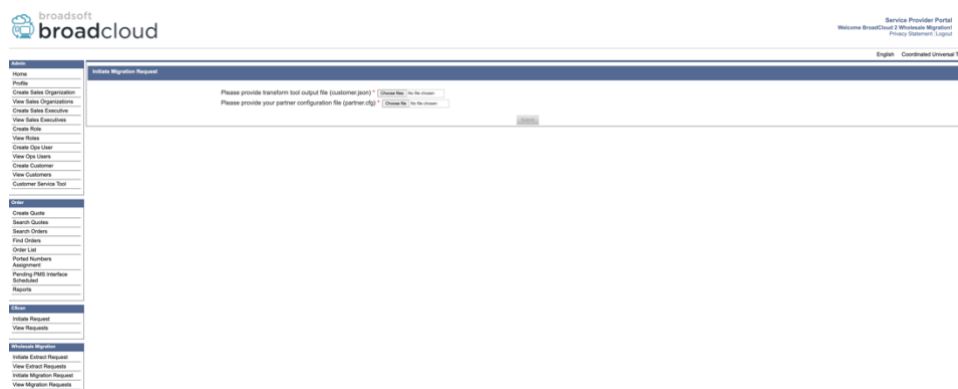 broadsoft
broadcloud
Service Provider Portal
Welcome BroadCloud 2 Wholesale Migration!
Privacy Statement Logout
English Coordinated Universal T
Admin
Home
Profile
Create Sales Organization
View Sales Organizations
Create Sales Executive
View Sales Executives
Create Role
View Roles
Create Ops User
View Ops Users
Create Customer
View Customers
Customer Service Tool
Order
Create Quote
Search Quotes
Search Orders
Find Orders
Order List
Ported Numbers
Assignment
Pending PMS Interface
Scheduled
Reports
Initiate Request
View Requests
Wholesale Migration
Initiate Extract Request
View Extract Requests
Initiate Migration Request
View Migration Requests
Initiate Migration Request
Please provide transform tool output file (customer.json) * Choose files No file chosen
Please provide your partner configuration file (partner.cfg) * Choose file No file chosen
Submit